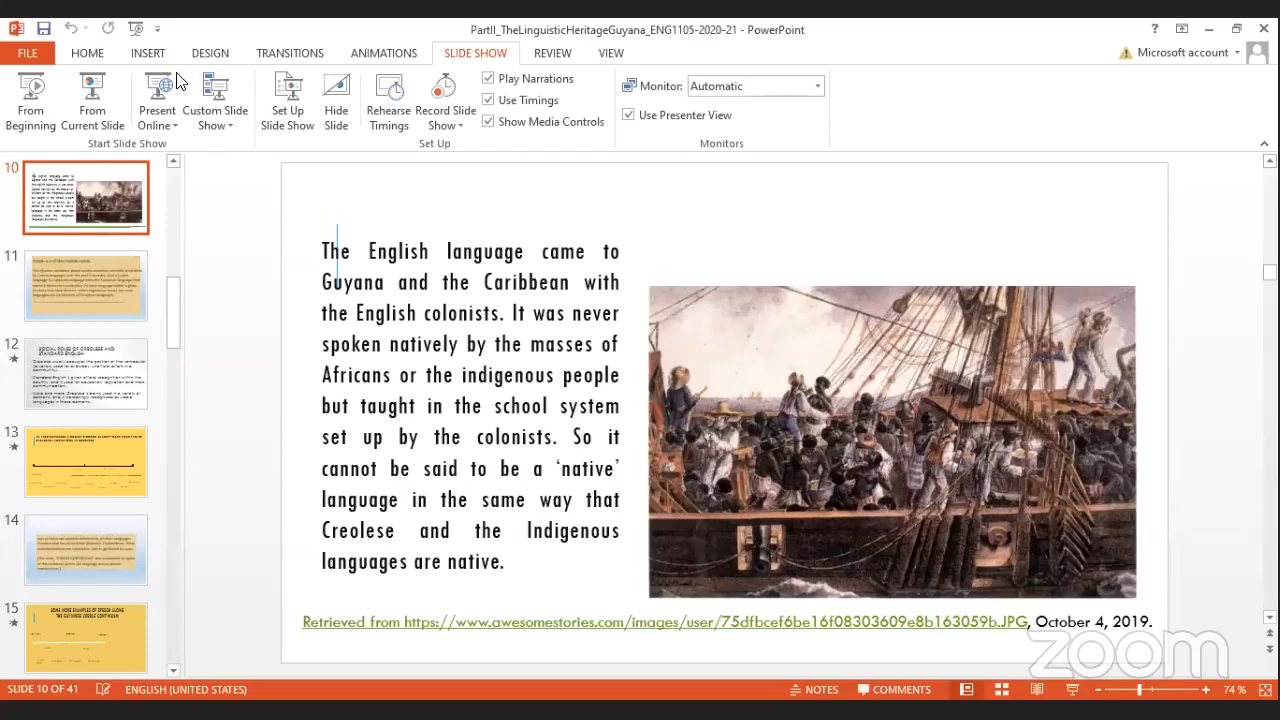 PartII_TheLinguisticHeritageGuyana_ENG1105-2020-21 - PowerPoint
FILE HOME INSERT DESIGN TRANSITIONS ANIMATIONS SLIDE SHOW REVIEW VIEW Microsoft account
From Beginning
From Current Slide
Present Online
Custom Slide Show
Start Slide Show
Set Up Slide Show
Hide Slide
Rehearse Timings
Record Slide Show
Play Narrations
Use Timings
Show Media Controls
Set Up
Monitor: Automatic
Use Presenter View
Monitors
10
11
12
SOCIAL ROLES OF CREOLESE AND
STANDARD ENGLISH
13
14
15
SOME MORE EXAMPLES OF SPEECH ALONG
THE GUYANESE CREOLE CONTINUUM
The English language came to
Guyana and the Caribbean with
the English colonists. It was never
spoken natively by the masses of
Africans or the indigenous people
but taught in the school system
set up by the colonists. So it
cannot be said to be a ‘native’
language in the same way that
Creolese and the Indigenous
languages are native.
Retrieved from https://www.awesomestories.com/images/user/75dfbcef6be16f08303609e8b163059b.JPG, October 4, 2019.
zoom
SLIDE 10 OF 41 ENGLISH (UNITED STATES) NOTES COMMENTS 74 %